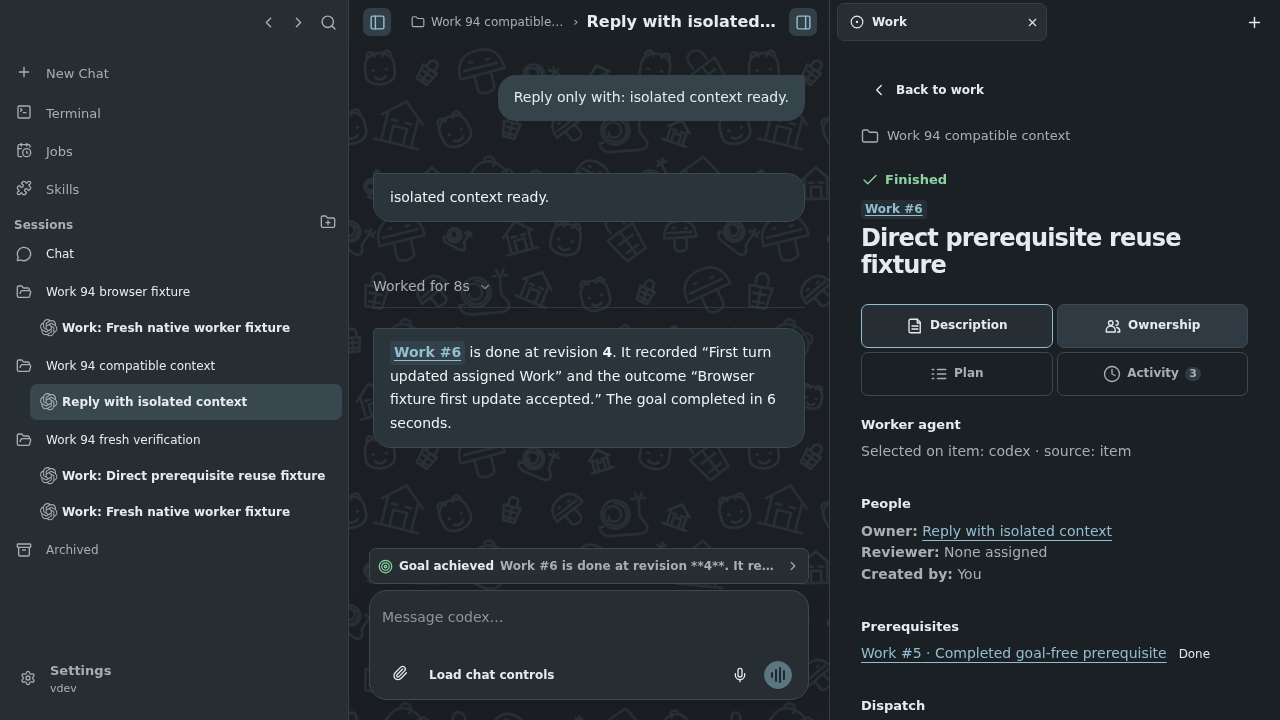 New Chat
Terminal
Jobs
Skills
Sessions
Chat
Work 94 browser fixture
Work: Fresh native worker fixture
Work 94 compatible context
Reply with isolated context
Work 94 fresh verification
Work: Direct prerequisite reuse fixture
Work: Fresh native worker fixture
Archived
Settings
vdev
Work 94 compatible... › Reply with isolated...
Reply only with: isolated context ready.
isolated context ready.
Worked for 8s
Work #6 is done at revision 4. It recorded “First turn
updated assigned Work” and the outcome “Browser
fixture first update accepted.” The goal completed in 6
seconds.
Goal achieved Work #6 is done at revision **4**. It re...
Message codex...
Load chat controls
Work
Back to work
Work 94 compatible context
Finished
Work #6
Direct prerequisite reuse
fixture
Description
Ownership
Plan
Activity 3
Worker agent
Selected on item: codex · source: item
People
Owner: Reply with isolated context
Reviewer: None assigned
Created by: You
Prerequisites
Work #5 · Completed goal-free prerequisite Done
Dispatch